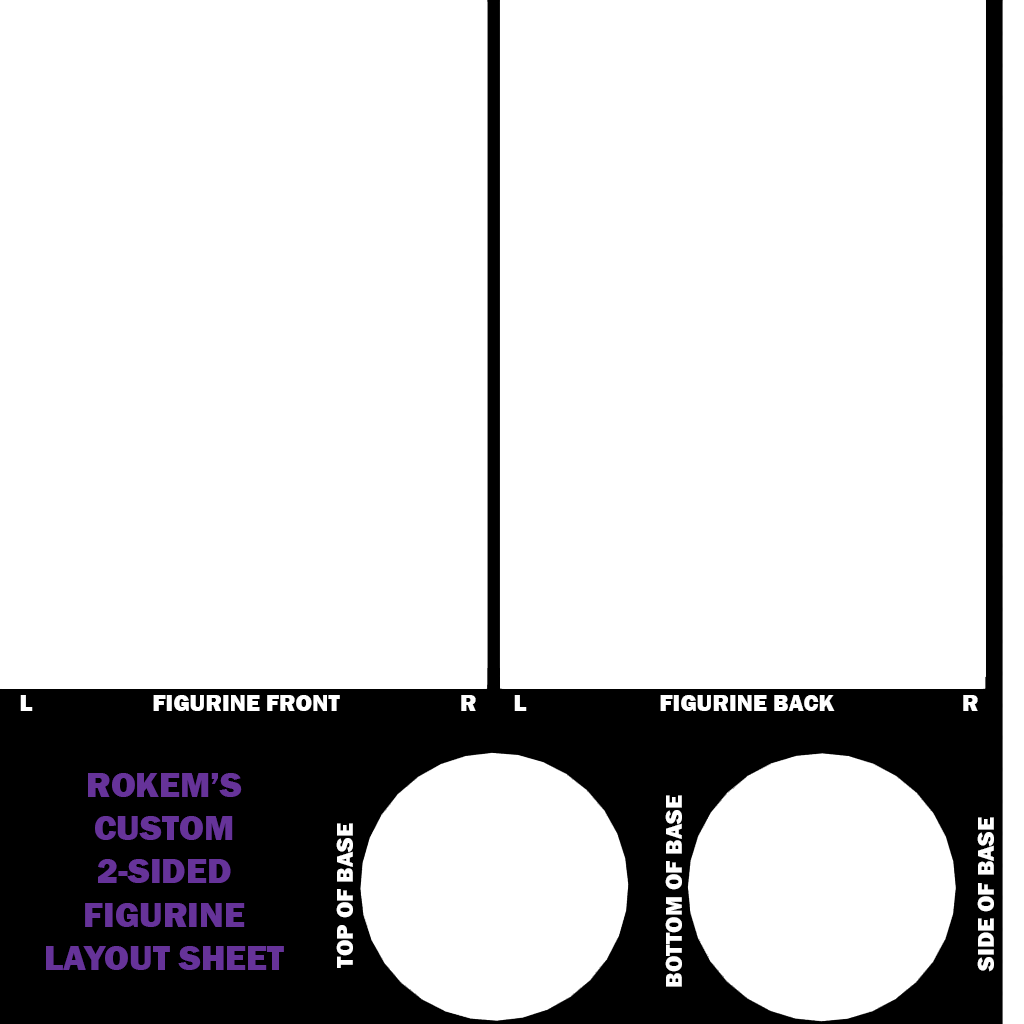 L FIGURINE FRONT R
L FIGURINE BACK R
ROKEM’S
CUSTOM
2-SIDED
FIGURINE
LAYOUT SHEET
TOP OF BASE
BOTTOM OF BASE
SIDE OF BASE